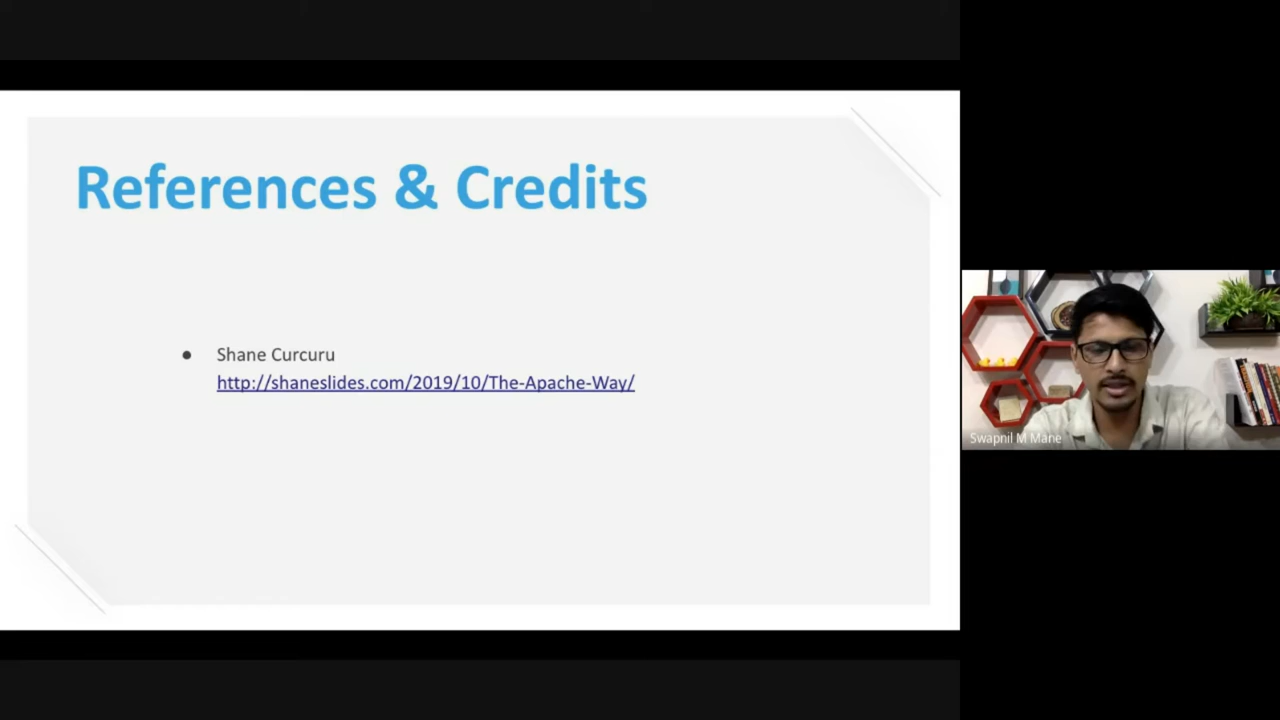 References & Credits
● Shane Curcuru
http://shaneslides.com/2019/10/The-Apache-Way/
Swapnil M Mane